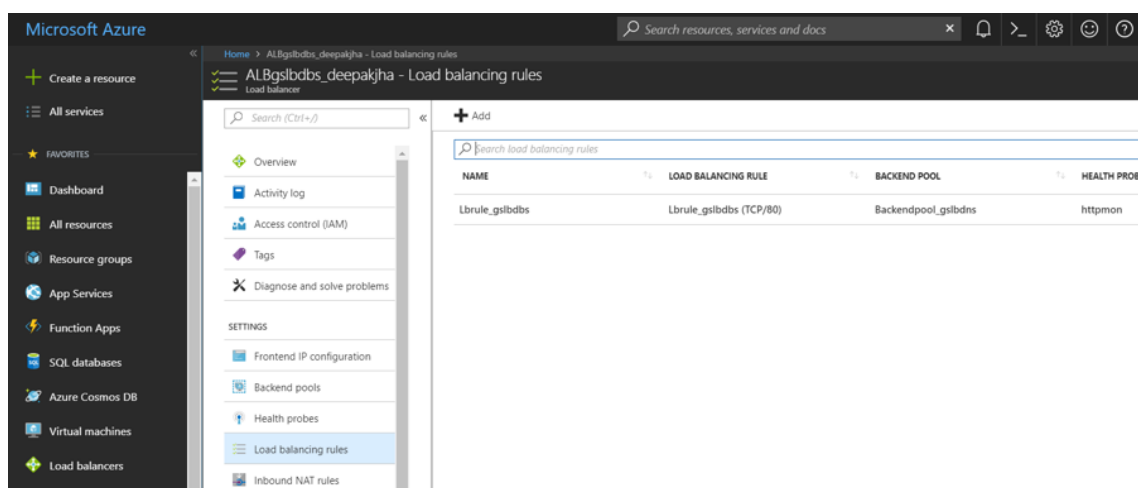 Microsoft Azure
Search resources, services and docs
Home > ALBgslbdbs_deepakjha - Load balancing rules
ALBgslbdbs_deepakjha - Load balancing rules
Load balancer
Create a resource
All services
FAVORITES
Dashboard
All resources
Resource groups
App Services
Function Apps
SQL databases
Azure Cosmos DB
Virtual machines
Load balancers
Search (Ctrl+/)
Overview
Activity log
Access control (IAM)
Tags
Diagnose and solve problems
SETTINGS
Frontend IP configuration
Backend pools
Health probes
Load balancing rules
Inbound NAT rules
Add
Search load balancing rules
NAME LOAD BALANCING RULE BACKEND POOL HEALTH PROBE
Lbrule_gslbdbs Lbrule_gslbdbs (TCP/80) Backendpool_gslbdns httpmon